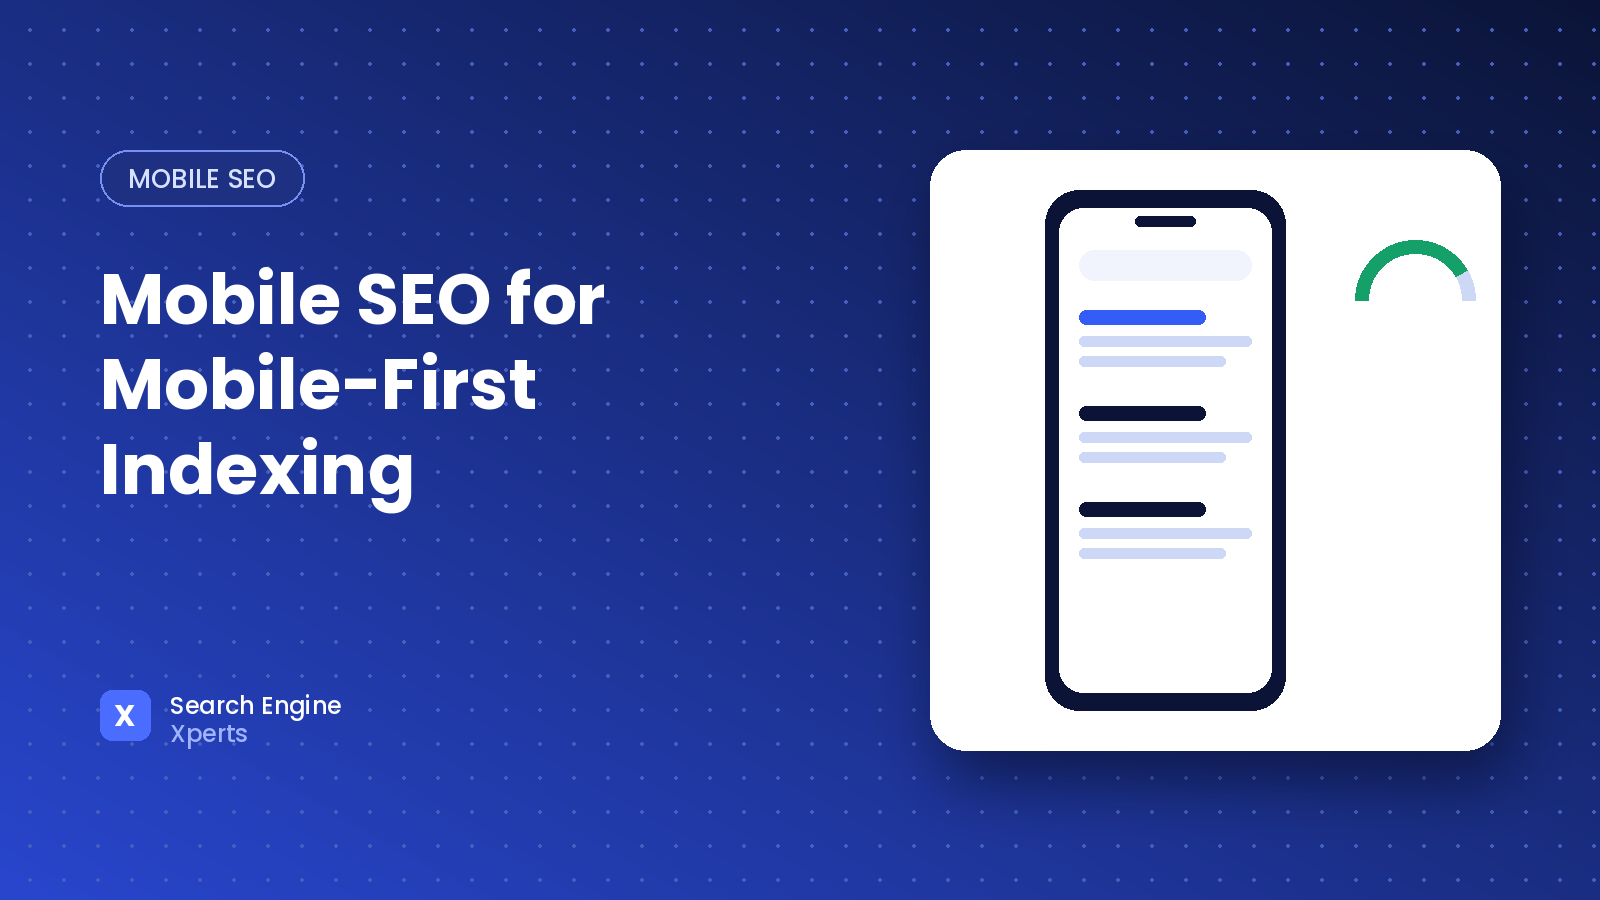 MOBILE SEO
Mobile SEO for
Mobile-First
Indexing
X
Search Engine
Xperts